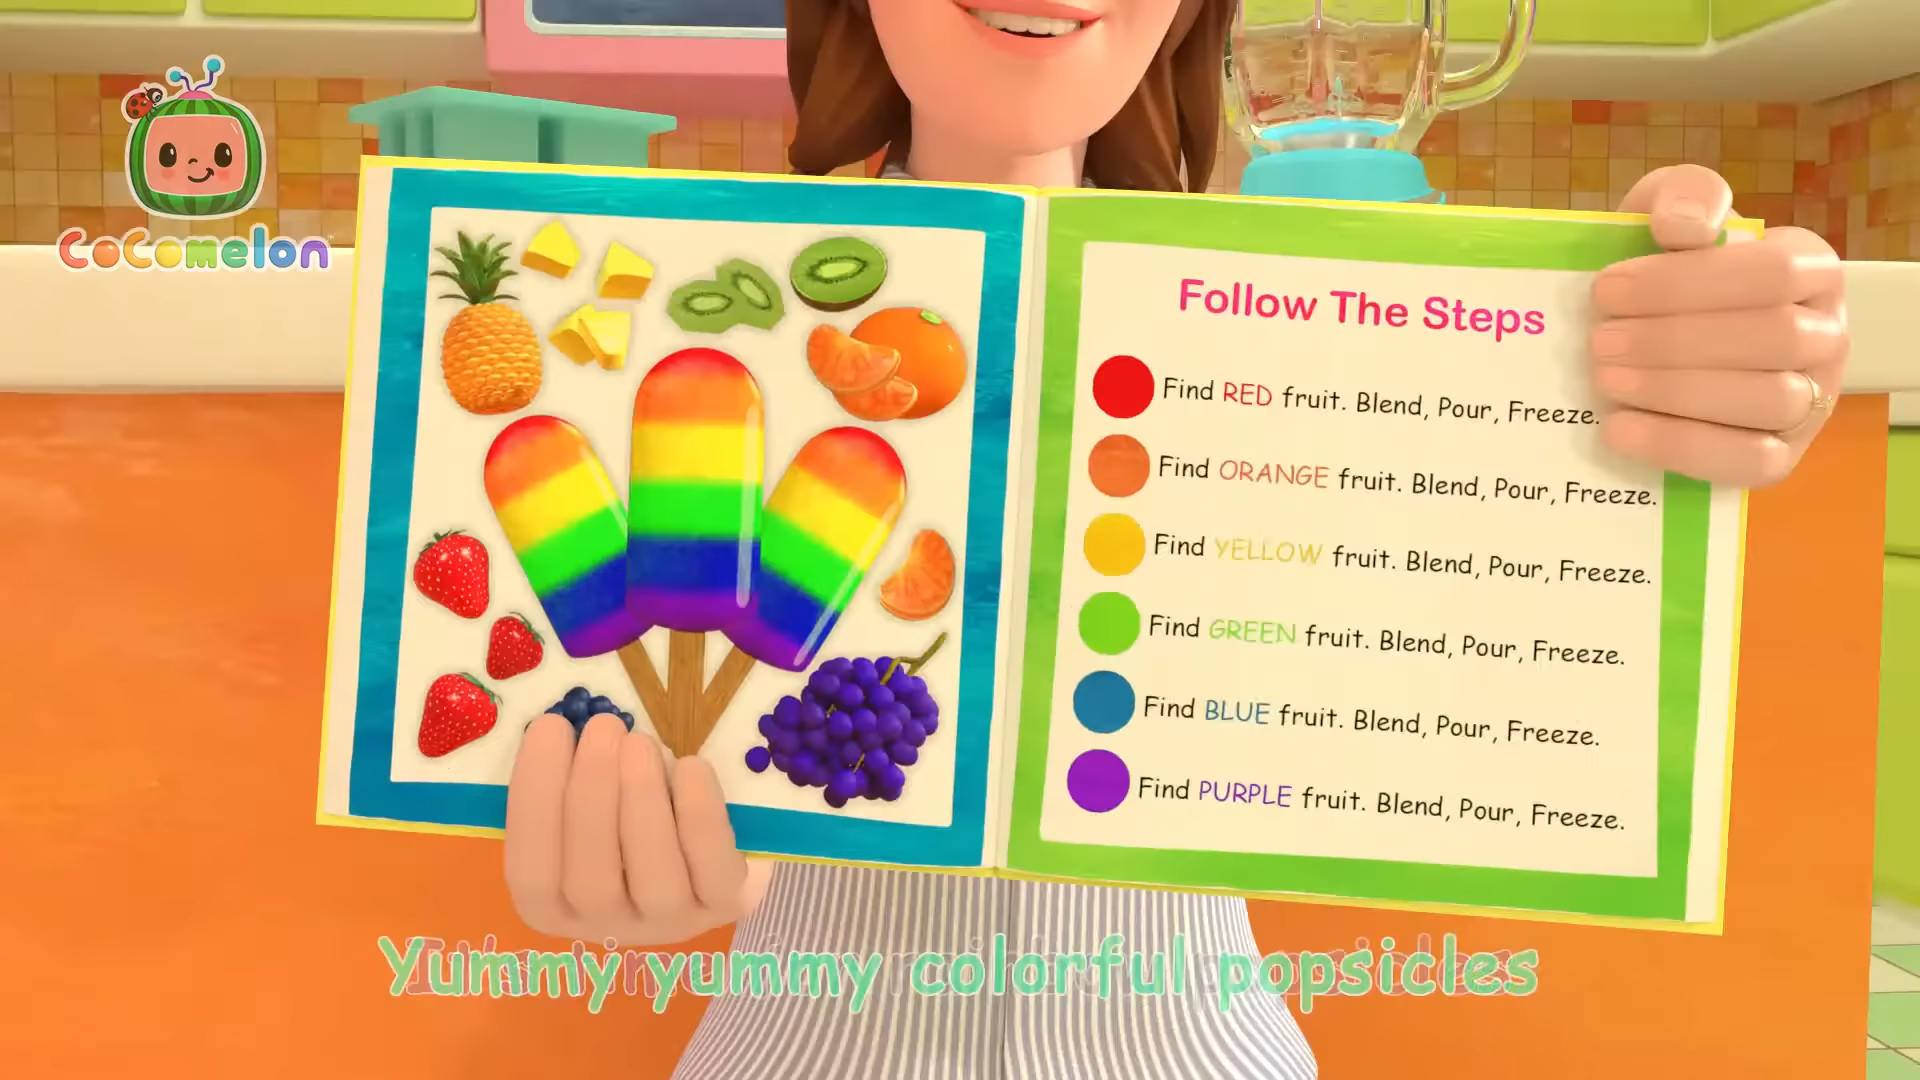 CoComelon
Follow The Steps
Find RED fruit. Blend, Pour, Freeze.
Find ORANGE fruit. Blend, Pour, Freeze.
Find YELLOW fruit. Blend, Pour, Freeze.
Find GREEN fruit. Blend, Pour, Freeze.
Find BLUE fruit. Blend, Pour, Freeze.
Find PURPLE fruit. Blend, Pour, Freeze.
Yummy yummy colorful popsicles